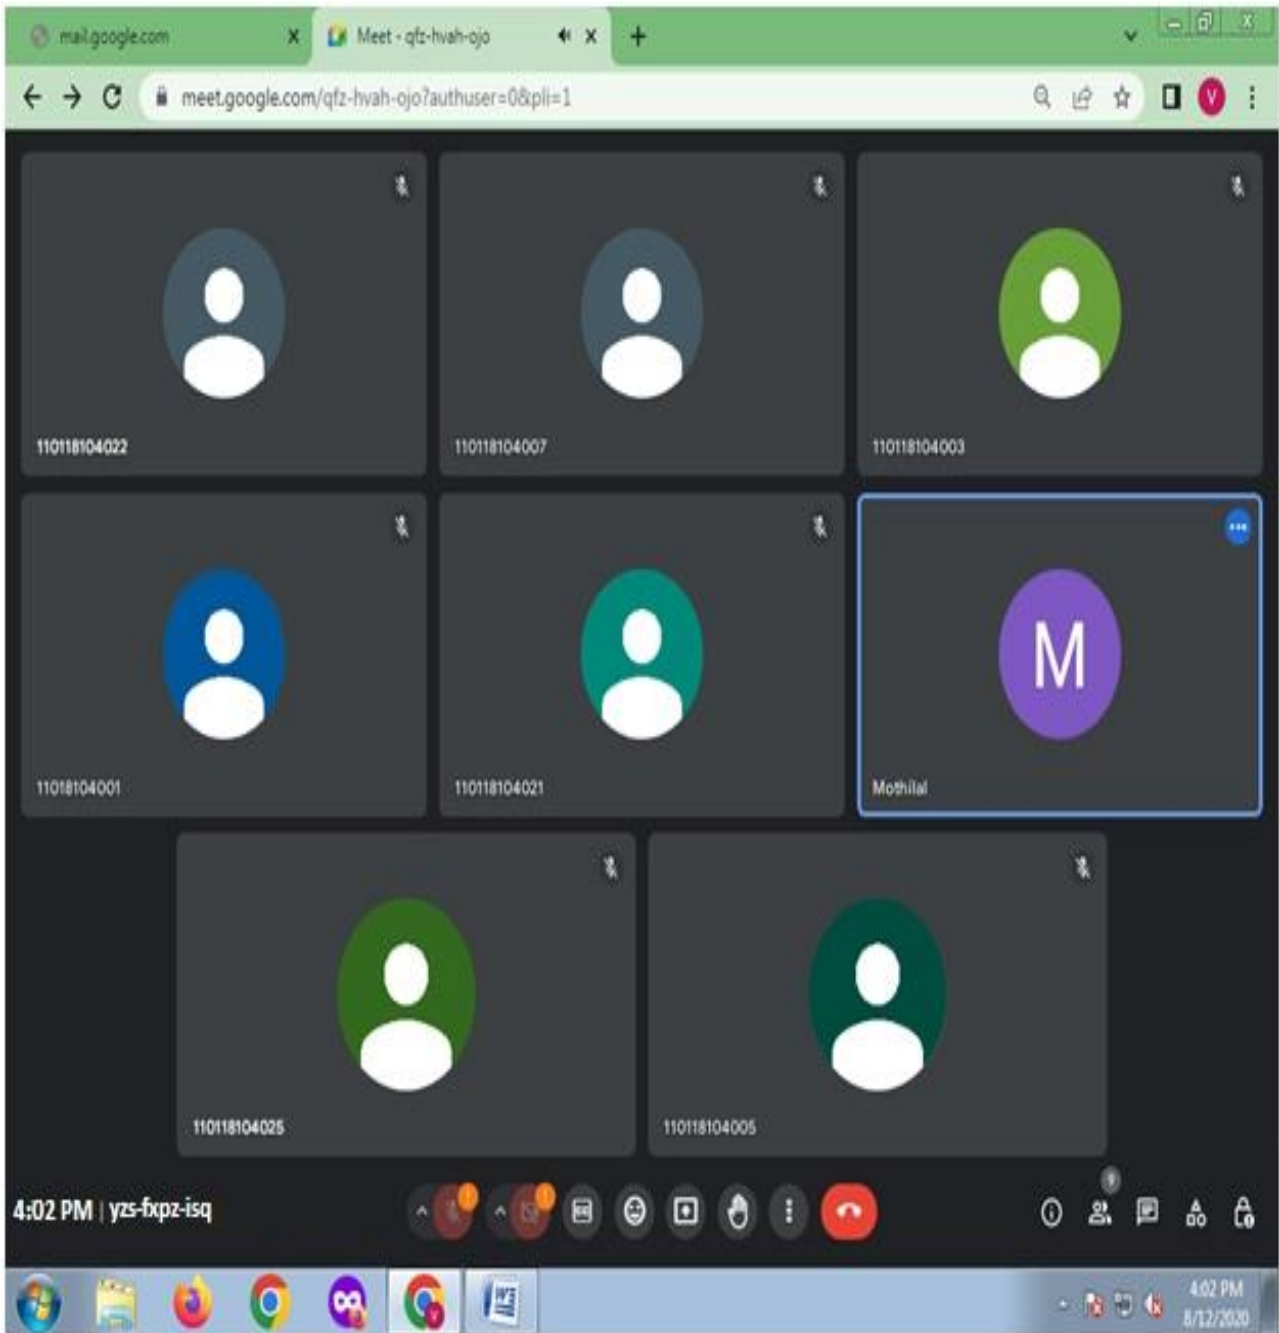 mail.google.com
Meet - qfz-hvah-ojo
meet.google.com/qfz-hvah-ojo?authuser=0&pli=1
V
110118104022
110118104007
110118104003
11018104001
110118104021
M
Mothilal
110118104025
110118104005
4:02 PM | yzs-fxpz-isq
9
4:02 PM
8/12/2020